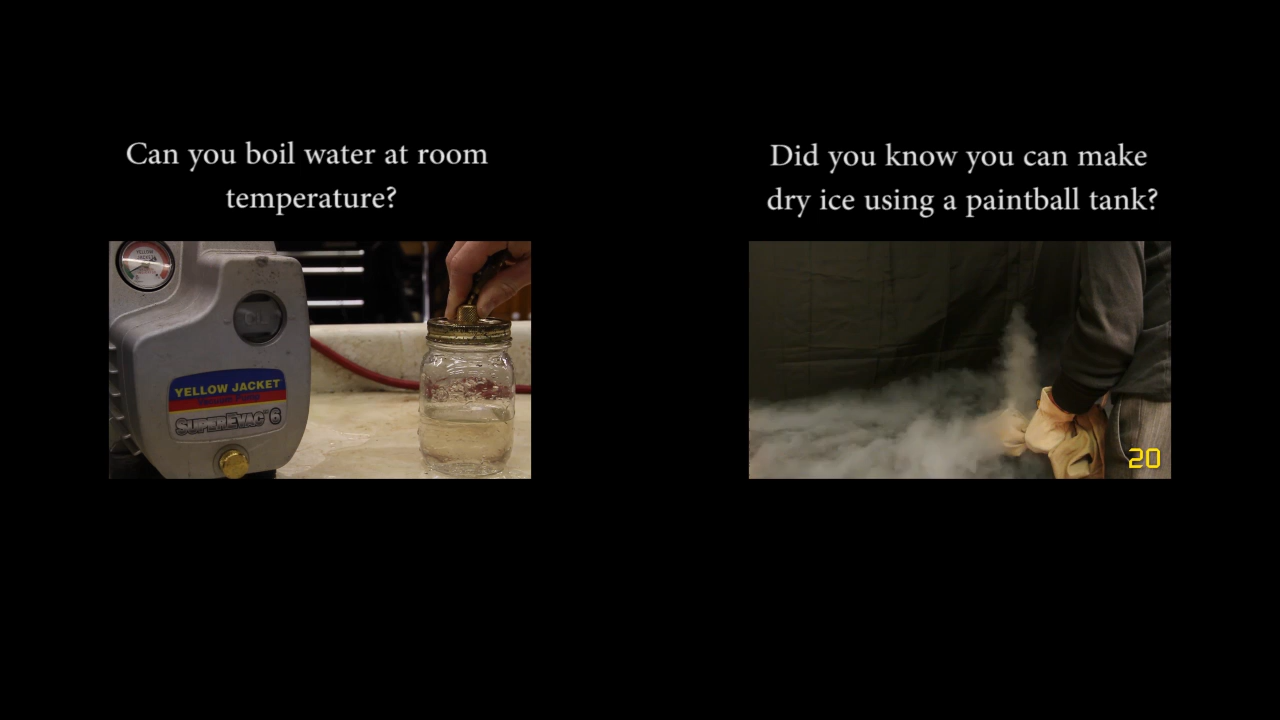 Can you boil water at room
temperature?
Did you know you can make
dry ice using a paintball tank?
YELLOW JACKET
SUPEREVAC 6
20